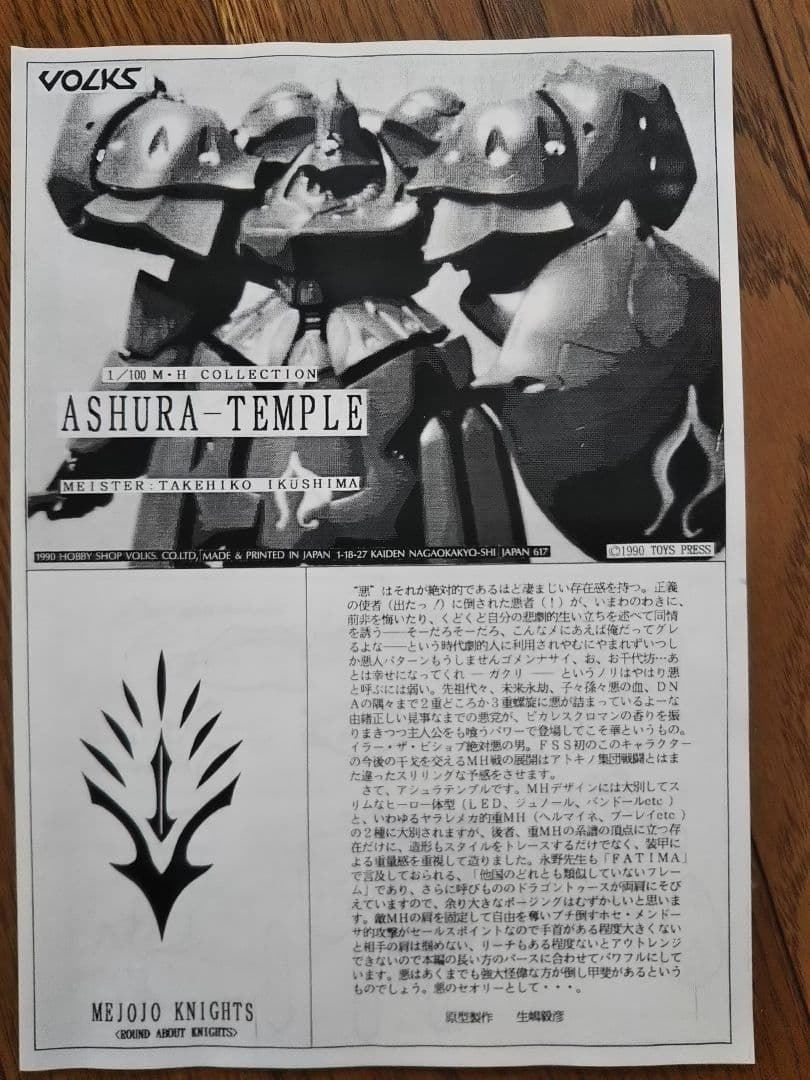 VOLKS
1/100 M・H COLLECTION
ASHURA-TEMPLE
MEISTER:TAKEHIKO IKUSHIMA
1990 HOBBY SHOP VOLKS. CO.LTD, MADE & PRINTED IN JAPAN 1-18-27 KAIDEN NAGAOKAKYO-SHI JAPAN 617
©1990 TOYS PRESS
“悪”はそれが絶対的であるほど凄まじい存在感を持つ。正義
の使者(出たっ!)に倒された悪者(!)が、いまわのわきに、
前非を悔いたり、くどくど自分の悲劇的生い立ちを述べて同情
を誘う──そーだろそーだろ、こんなメにあえば俺だってグレ
るよな──という時代劇的人に利用されやむにやまれずいつし
か悪人パターンもうしませんゴメンナサイ、お、お千代坊…あ
とは幸せになってくれ ─ ガクリ ── というノリはやはり悪
と呼ぶには弱い。先祖代々、未来永劫、子々孫々悪の血、DN
Aの隅々まで2重どころか3重螺旋に悪が詰まっているよーな
由緒正しい見事なまでの悪党が、ピカレスクロマンの香りを振
りまきつつ主人公をも喰うパワーで登場してこそ華というもの。
イラー・ザ・ビショプ絶対悪の男。FSS初のこのキャラクター
の今後の干戈を交えるMH戦の展開はアトキノ集団戦闘とはま
た違ったスリリングな予感をさせます。
さて、アシュラテンプルです。MHデザインには大別してス
リムなヒーロー体型(LED、ジュノール、バンドールetc)
と、いわゆるヤラレメカ的重MH(ヘルマイネ、ブーレイetc)
の2種に大別されますが、後者、重MHの系譜の頂点に立つ存
在だけに、造形もスタイルをトレースするだけでなく、装甲に
よる重量感を重視して造りました。永野先生も「FATIMA」
で言及しておられる、「他国のどれとも類似していないフレー
ム」であり、さらに呼びもののドラゴントゥースが両肩にそび
えていますので、余り大きなポージングはむずかしいと思いま
す。敵MHの肩を固定して自由を奪いブチ倒すホセ・メンドー
サ的攻撃がセールスポイントなので手首がある程度大きくない
と相手の肩は掴めない、リーチもある程度ないとアウトレンジ
できないので本編の長い方のパースに合わせてパワフルにして
います。悪はあくまでも強大怪偉な方が倒し甲斐があるという
ものでしょう。悪のセオリーとして・・・。
原型製作 生嶋毅彦
MEJOJO KNIGHTS
<ROUND ABOUT KNIGHTS>